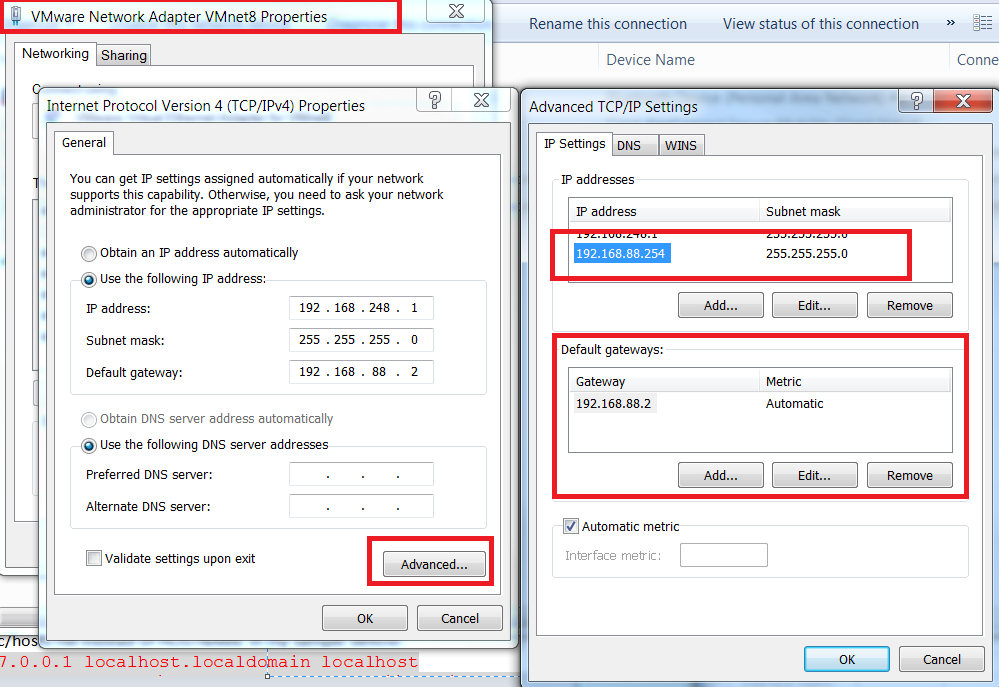 VMware Network Adapter VMnet8 Properties
Rename this connection
View status of this connection
»
Networking
Sharing
Device Name
Conne
Internet Protocol Version 4 (TCP/IPv4) Properties
General
You can get IP settings assigned automatically if your network
supports this capability. Otherwise, you need to ask your network
administrator for the appropriate IP settings.
Obtain an IP address automatically
Use the following IP address:
IP address:
192 . 168 . 248 . 1
Subnet mask:
255 . 255 . 255 . 0
Default gateway:
192 . 168 . 88 . 2
Obtain DNS server address automatically
Use the following DNS server addresses
Preferred DNS server:
. . .
Alternate DNS server:
. . .
Validate settings upon exit
Advanced...
OK
Cancel
Advanced TCP/IP Settings
IP Settings
DNS
WINS
IP addresses
IP address
Subnet mask
192.168.248.1
255.255.255.0
192.168.88.254
255.255.255.0
Add...
Edit...
Remove
Default gateways:
Gateway
Metric
192.168.88.2
Automatic
Add...
Edit...
Remove
Automatic metric
Interface metric:
OK
Cancel
c/hos
7.0.0.1 localhost.localdomain localhost